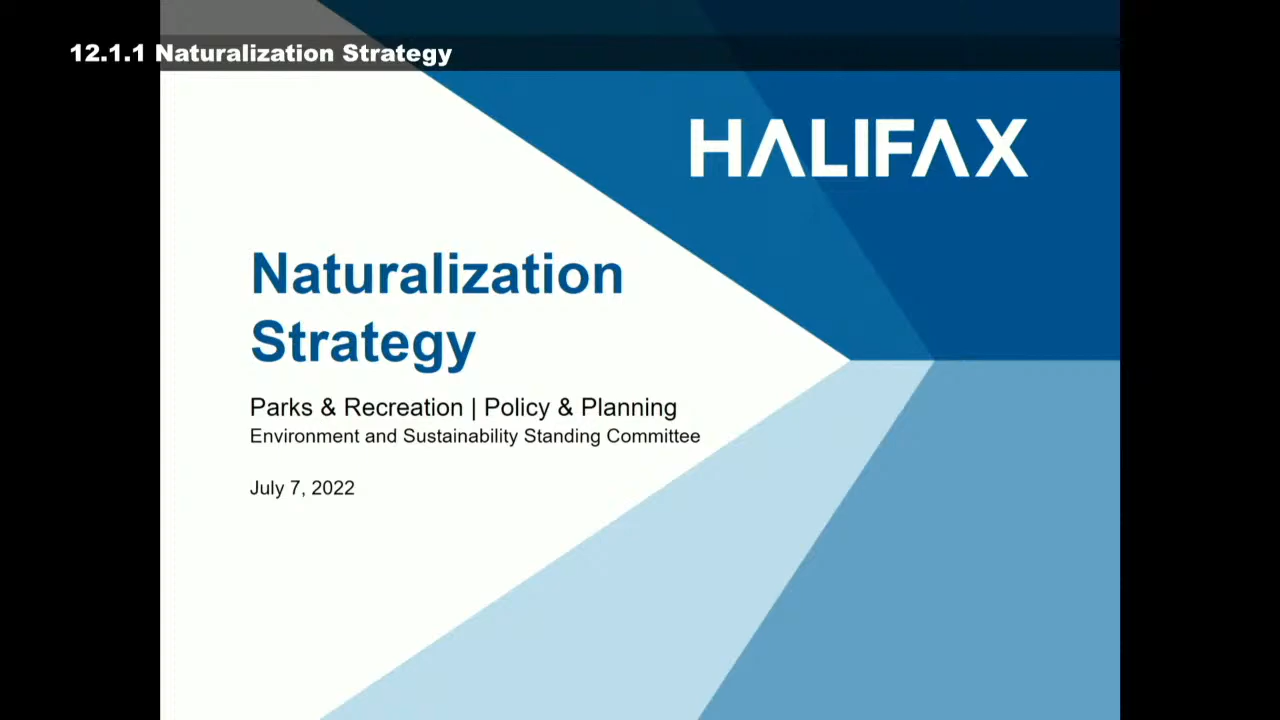 12.1.1 Naturalization Strategy
HALIFAX
Naturalization
Strategy
Parks & Recreation | Policy & Planning
Environment and Sustainability Standing Committee
July 7, 2022